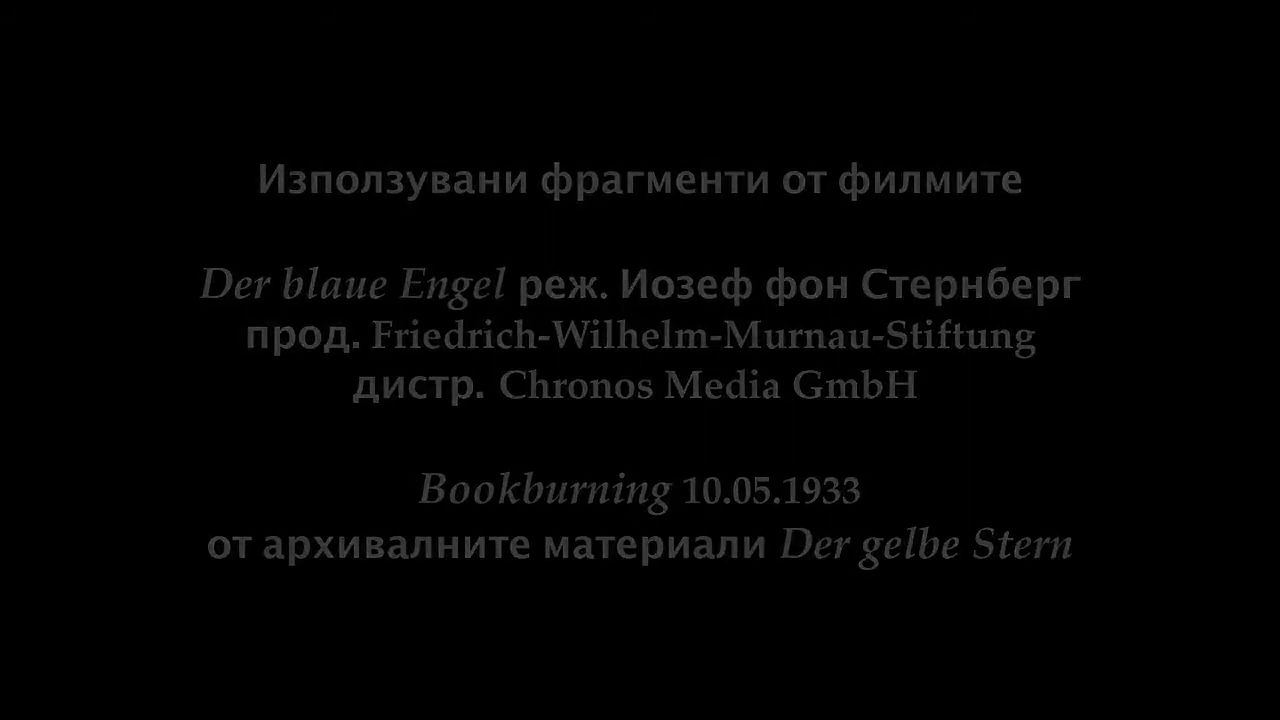 Използувани фрагменти от филмите
Der blaue Engel реж. Иозеф фон Стернберг
прод. Friedrich-Wilhelm-Murnau-Stiftung
дистр. Chronos Media GmbH
Bookburning 10.05.1933
от архивалните материали Der gelbe Stern